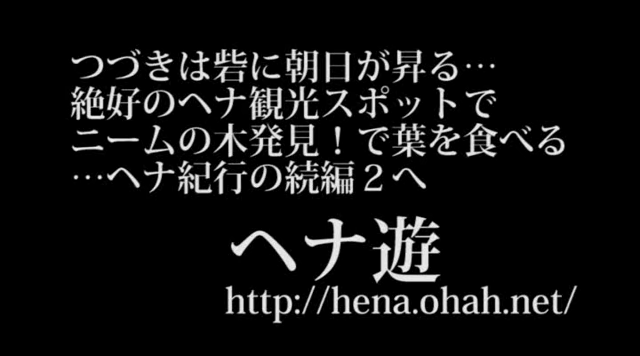 つづきは砦に朝日が昇る…
絶好のヘナ観光スポットで
ニームの木発見！で葉を食べる
…ヘナ紀行の続編２へ
ヘナ遊
http://hena.ohah.net/